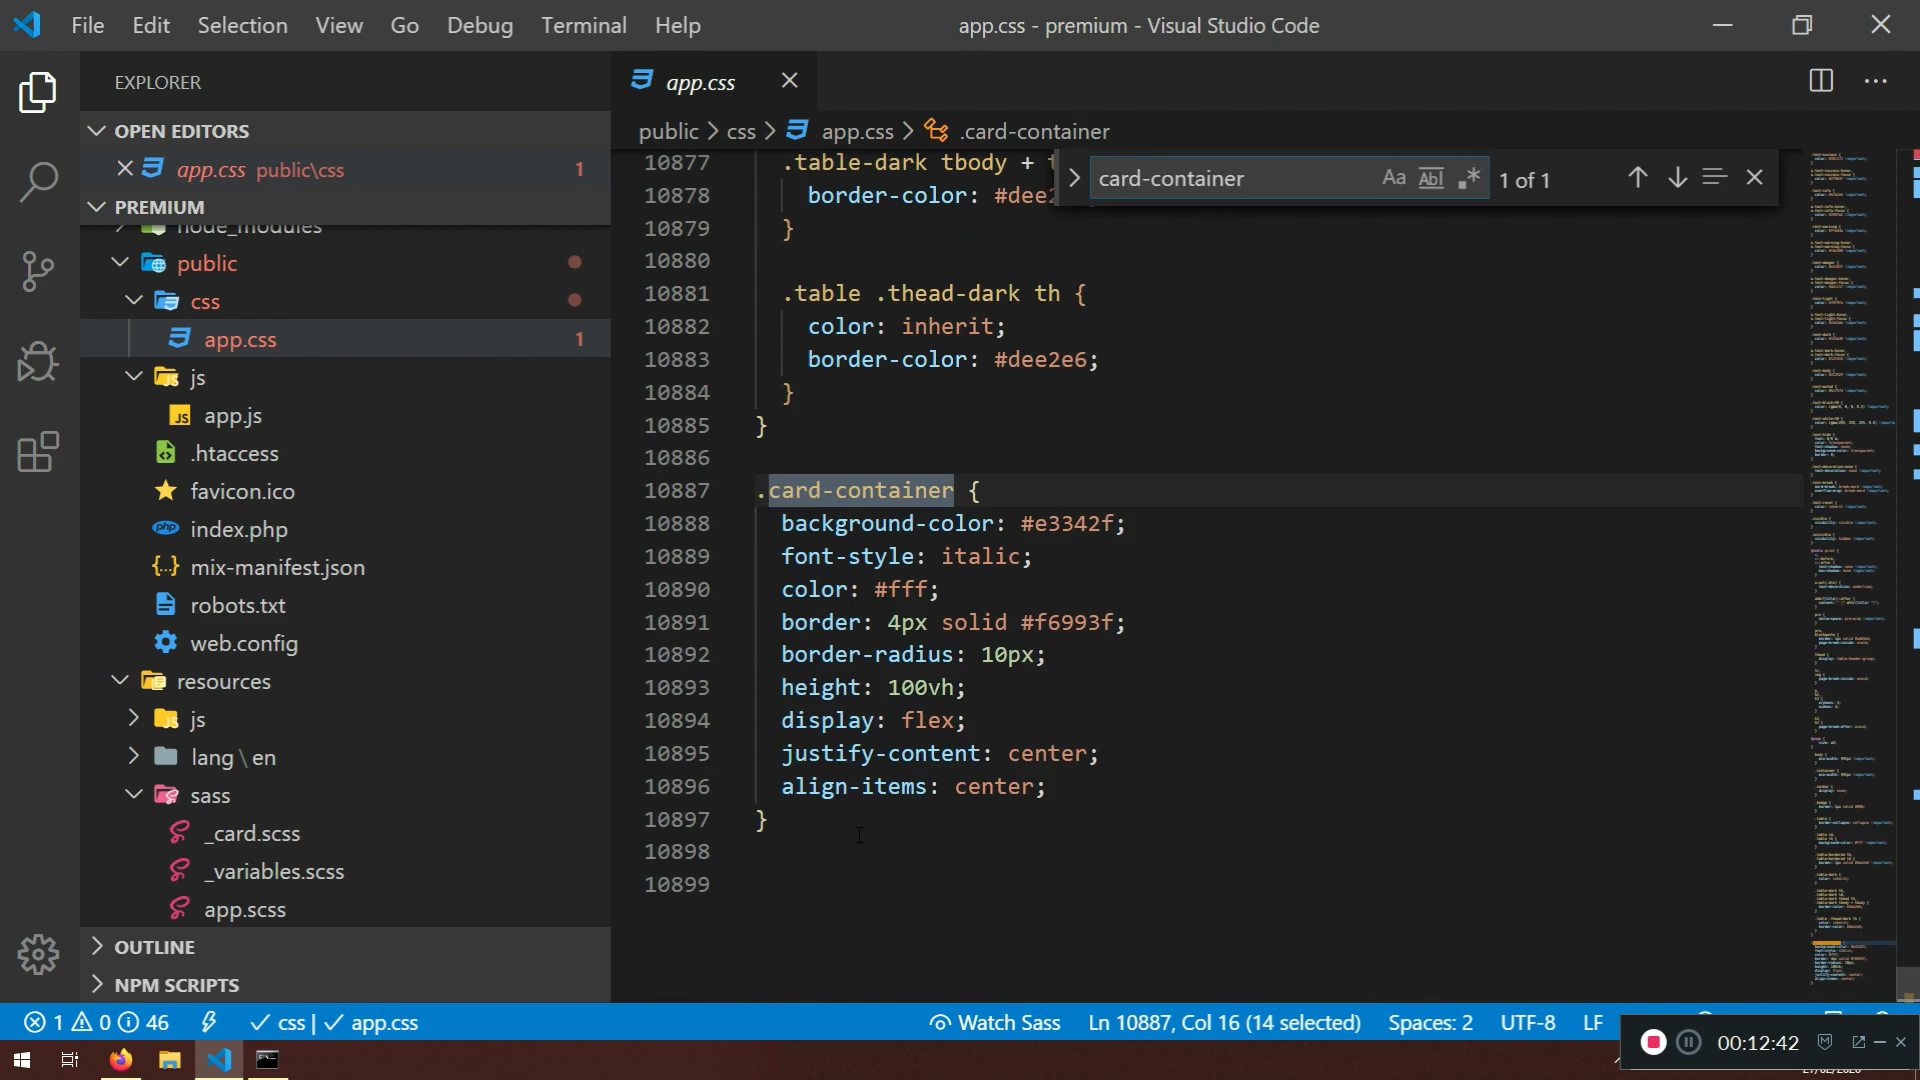 File Edit Selection View Go Debug Terminal Help
app.css - premium - Visual Studio Code
EXPLORER
OPEN EDITORS
app.css public\css 1
PREMIUM
node_modules
public
css
app.css 1
js
app.js
.htaccess
favicon.ico
index.php
mix-manifest.json
robots.txt
web.config
resources
js
lang \ en
sass
_card.scss
_variables.scss
app.scss
OUTLINE
NPM SCRIPTS
app.css
public > css > app.css > .card-container
card-container Aa Abl .* 1 of 1
10877 .table-dark tbody +
10878 border-color: #dee2
10879 }
10880
10881 .table .thead-dark th {
10882 color: inherit;
10883 border-color: #dee2e6;
10884 }
10885 }
10886
10887 .card-container {
10888 background-color: #e3342f;
10889 font-style: italic;
10890 color: #fff;
10891 border: 4px solid #f6993f;
10892 border-radius: 10px;
10893 height: 100vh;
10894 display: flex;
10895 justify-content: center;
10896 align-items: center;
10897 }
10898
10899
1 0 46 css | app.css Watch Sass Ln 10887, Col 16 (14 selected) Spaces: 2 UTF-8 LF
00:12:42